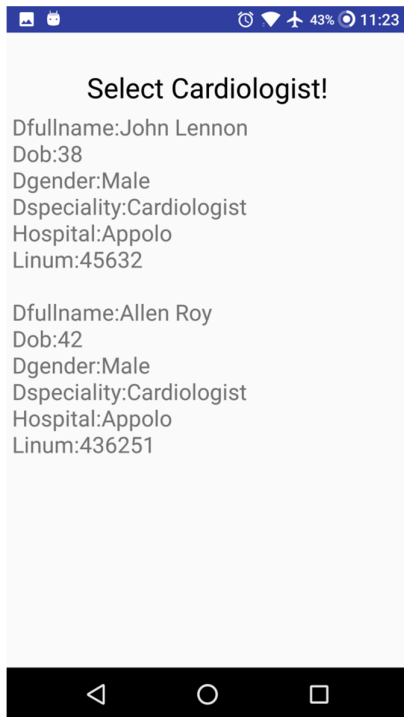 43% 11:23
Select Cardiologist!
Dfullname:John Lennon
Dob:38
Dgender:Male
Dspeciality:Cardiologist
Hospital:Appolo
Linum:45632
Dfullname:Allen Roy
Dob:42
Dgender:Male
Dspeciality:Cardiologist
Hospital:Appolo
Linum:436251